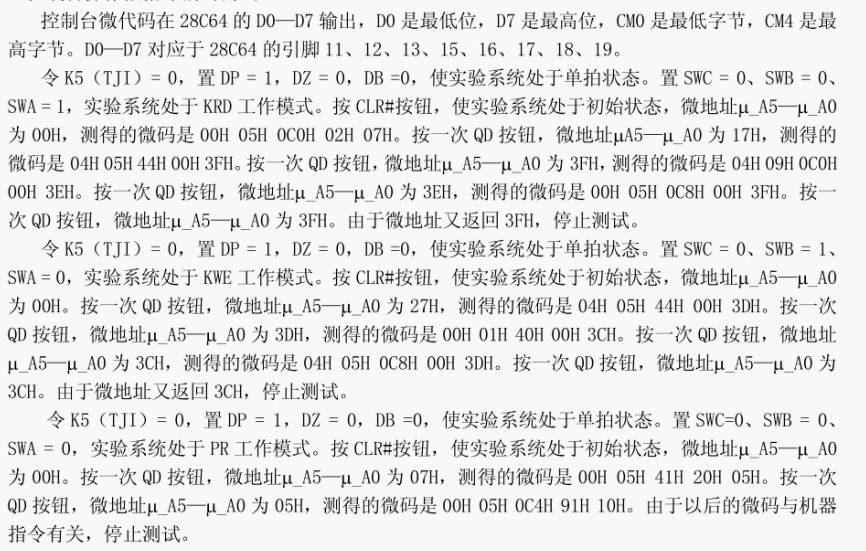 控制台微代码在 28C64 的 D0—D7 输出，D0 是最低位，D7 是最高位，CM0 是最低字节，CM4 是最
高字节。D0—D7 对应于 28C64 的引脚 11、12、13、15、16、17、18、19。
令 K5（TJI）= 0，置 DP = 1，DZ = 0，DB =0，使实验系统处于单拍状态。置 SWC = 0、SWB = 0、
SWA = 1，实验系统处于 KRD 工作模式。按 CLR#按钮，使实验系统处于初始状态，微地址μ_A5—μ_A0
为 00H，测得的微码是 00H 05H 0C0H 02H 07H。按一次 QD 按钮，微地址μA5—μ_A0 为 17H，测得的
微码是 04H 05H 44H 00H 3FH。按一次 QD 按钮，微地址μ_A5—μ_A0 为 3FH，测得的微码是 04H 09H 0C0H
00H 3EH。按一次 QD 按钮，微地址μ_A5—μ_A0 为 3EH，测得的微码是 00H 05H 0C8H 00H 3FH。按一
次 QD 按钮，微地址μ_A5—μ_A0 为 3FH。由于微地址又返回 3FH，停止测试。
令 K5（TJI）= 0，置 DP = 1，DZ = 0，DB =0，使实验系统处于单拍状态。置 SWC = 0、SWB = 1、
SWA = 0，实验系统处于 KWE 工作模式。按 CLR#按钮，使实验系统处于初始状态，微地址μ_A5—μ_A0
为 00H。按一次 QD 按钮，微地址μ_A5—μ_A0 为 27H，测得的微码是 04H 05H 44H 00H 3DH。按一次
QD 按钮，微地址μ_A5—μ_A0 为 3DH，测得的微码是 00H 01H 40H 00H 3CH。按一次 QD 按钮，微地址
μ_A5—μ_A0 为 3CH，测得的微码是 04H 05H 0C8H 00H 3DH。按一次 QD 按钮，微地址μ_A5—μ_A0 为
3CH。由于微地址又返回 3CH，停止测试。
令 K5（TJI）= 0，置 DP = 1，DZ = 0，DB =0，使实验系统处于单拍状态。置 SWC=0、SWB = 0、
SWA = 0，实验系统处于 PR 工作模式。按 CLR#按钮，使实验系统处于初始状态，微地址μ_A5—μ_A0
为 00H。按一次 QD 按钮，微地址μ_A5—μ_A0 为 07H，测得的微码是 00H 05H 41H 20H 05H。按一次
QD 按钮，微地址μ_A5—μ_A0 为 05H，测得的微码是 00H 05H 0C4H 91H 10H。由于以后的微码与机器
指令有关，停止测试。